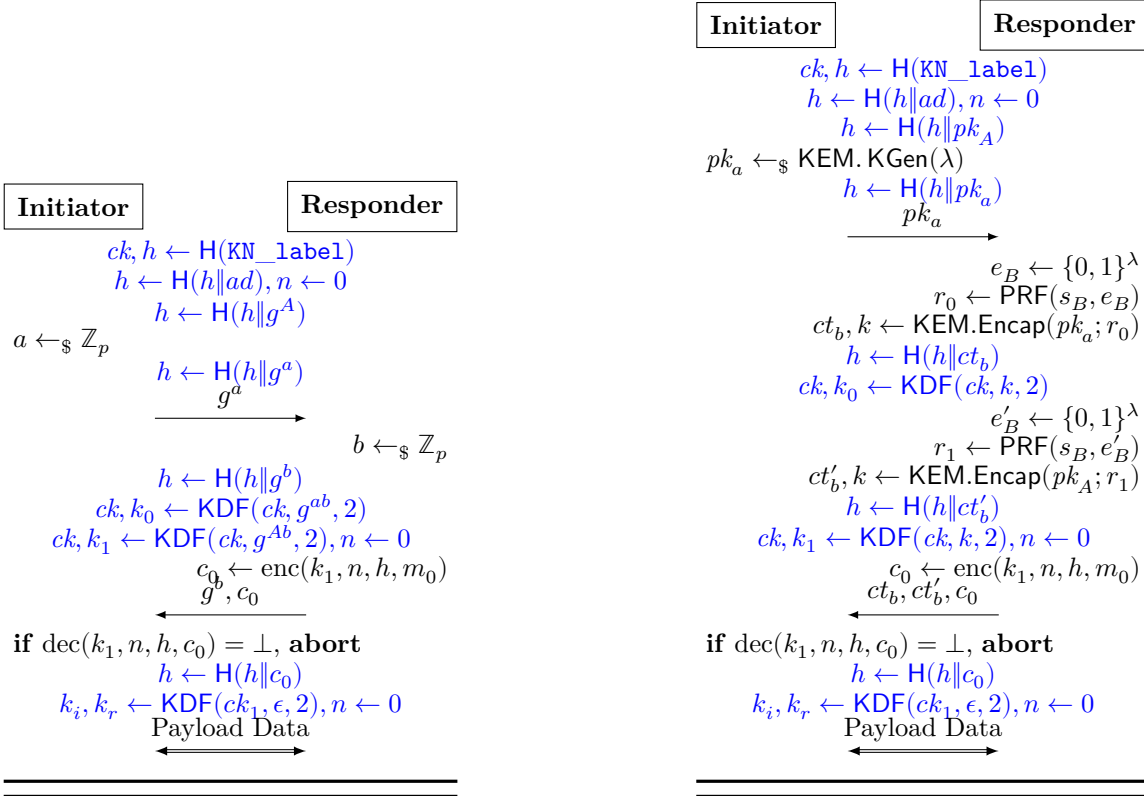 Initiator Responder
ck, h ← H(KN_label)
h ← H(h‖ad), n ← 0
h ← H(h‖g^A)
a ←$ ℤ_p
h ← H(h‖g^a)
g^a
b ←$ ℤ_p
h ← H(h‖g^b)
ck, k_0 ← KDF(ck, g^{ab}, 2)
ck, k_1 ← KDF(ck, g^{Ab}, 2), n ← 0
c_0 ← enc(k_1, n, h, m_0)
g^b, c_0
if dec(k_1, n, h, c_0) = ⊥, abort
h ← H(h‖c_0)
k_i, k_r ← KDF(ck_1, ϵ, 2), n ← 0
Payload Data
Initiator Responder
ck, h ← H(KN_label)
h ← H(h‖ad), n ← 0
h ← H(h‖pk_A)
pk_a ←$ KEM.KGen(λ)
h ← H(h‖pk_a)
pk_a
e_B ← {0, 1}^λ
r_0 ← PRF(s_B, e_B)
ct_b, k ← KEM.Encap(pk_a; r_0)
h ← H(h‖ct_b)
ck, k_0 ← KDF(ck, k, 2)
e'_B ← {0, 1}^λ
r_1 ← PRF(s_B, e'_B)
ct'_b, k ← KEM.Encap(pk_A; r_1)
h ← H(h‖ct'_b)
ck, k_1 ← KDF(ck, k, 2), n ← 0
c_0 ← enc(k_1, n, h, m_0)
ct_b, ct'_b, c_0
if dec(k_1, n, h, c_0) = ⊥, abort
h ← H(h‖c_0)
k_i, k_r ← KDF(ck_1, ϵ, 2), n ← 0
Payload Data